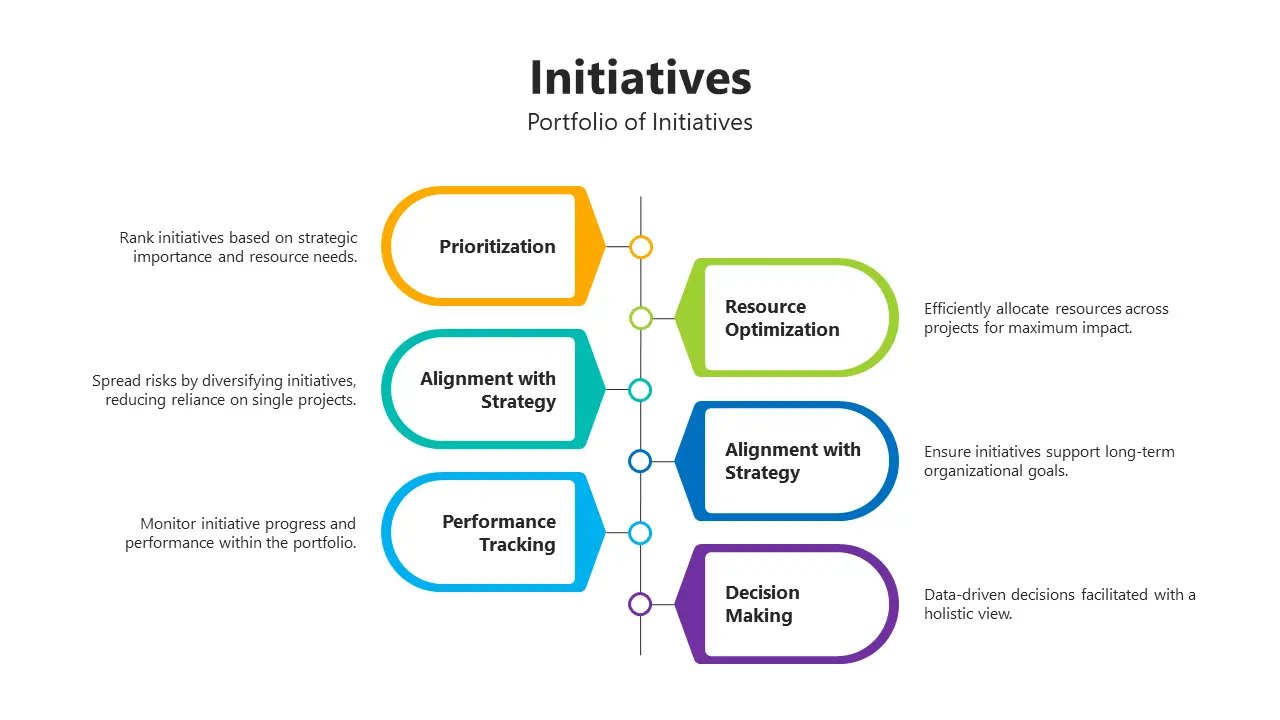 Initiatives
Portfolio of Initiatives
Rank initiatives based on strategic
importance and resource needs.
Prioritization
Resource
Optimization
Efficiently allocate resources across
projects for maximum impact.
Spread risks by diversifying initiatives,
reducing reliance on single projects.
Alignment with
Strategy
Alignment with
Strategy
Ensure initiatives support long-term
organizational goals.
Monitor initiative progress and
performance within the portfolio.
Performance
Tracking
Decision
Making
Data-driven decisions facilitated with a
holistic view.